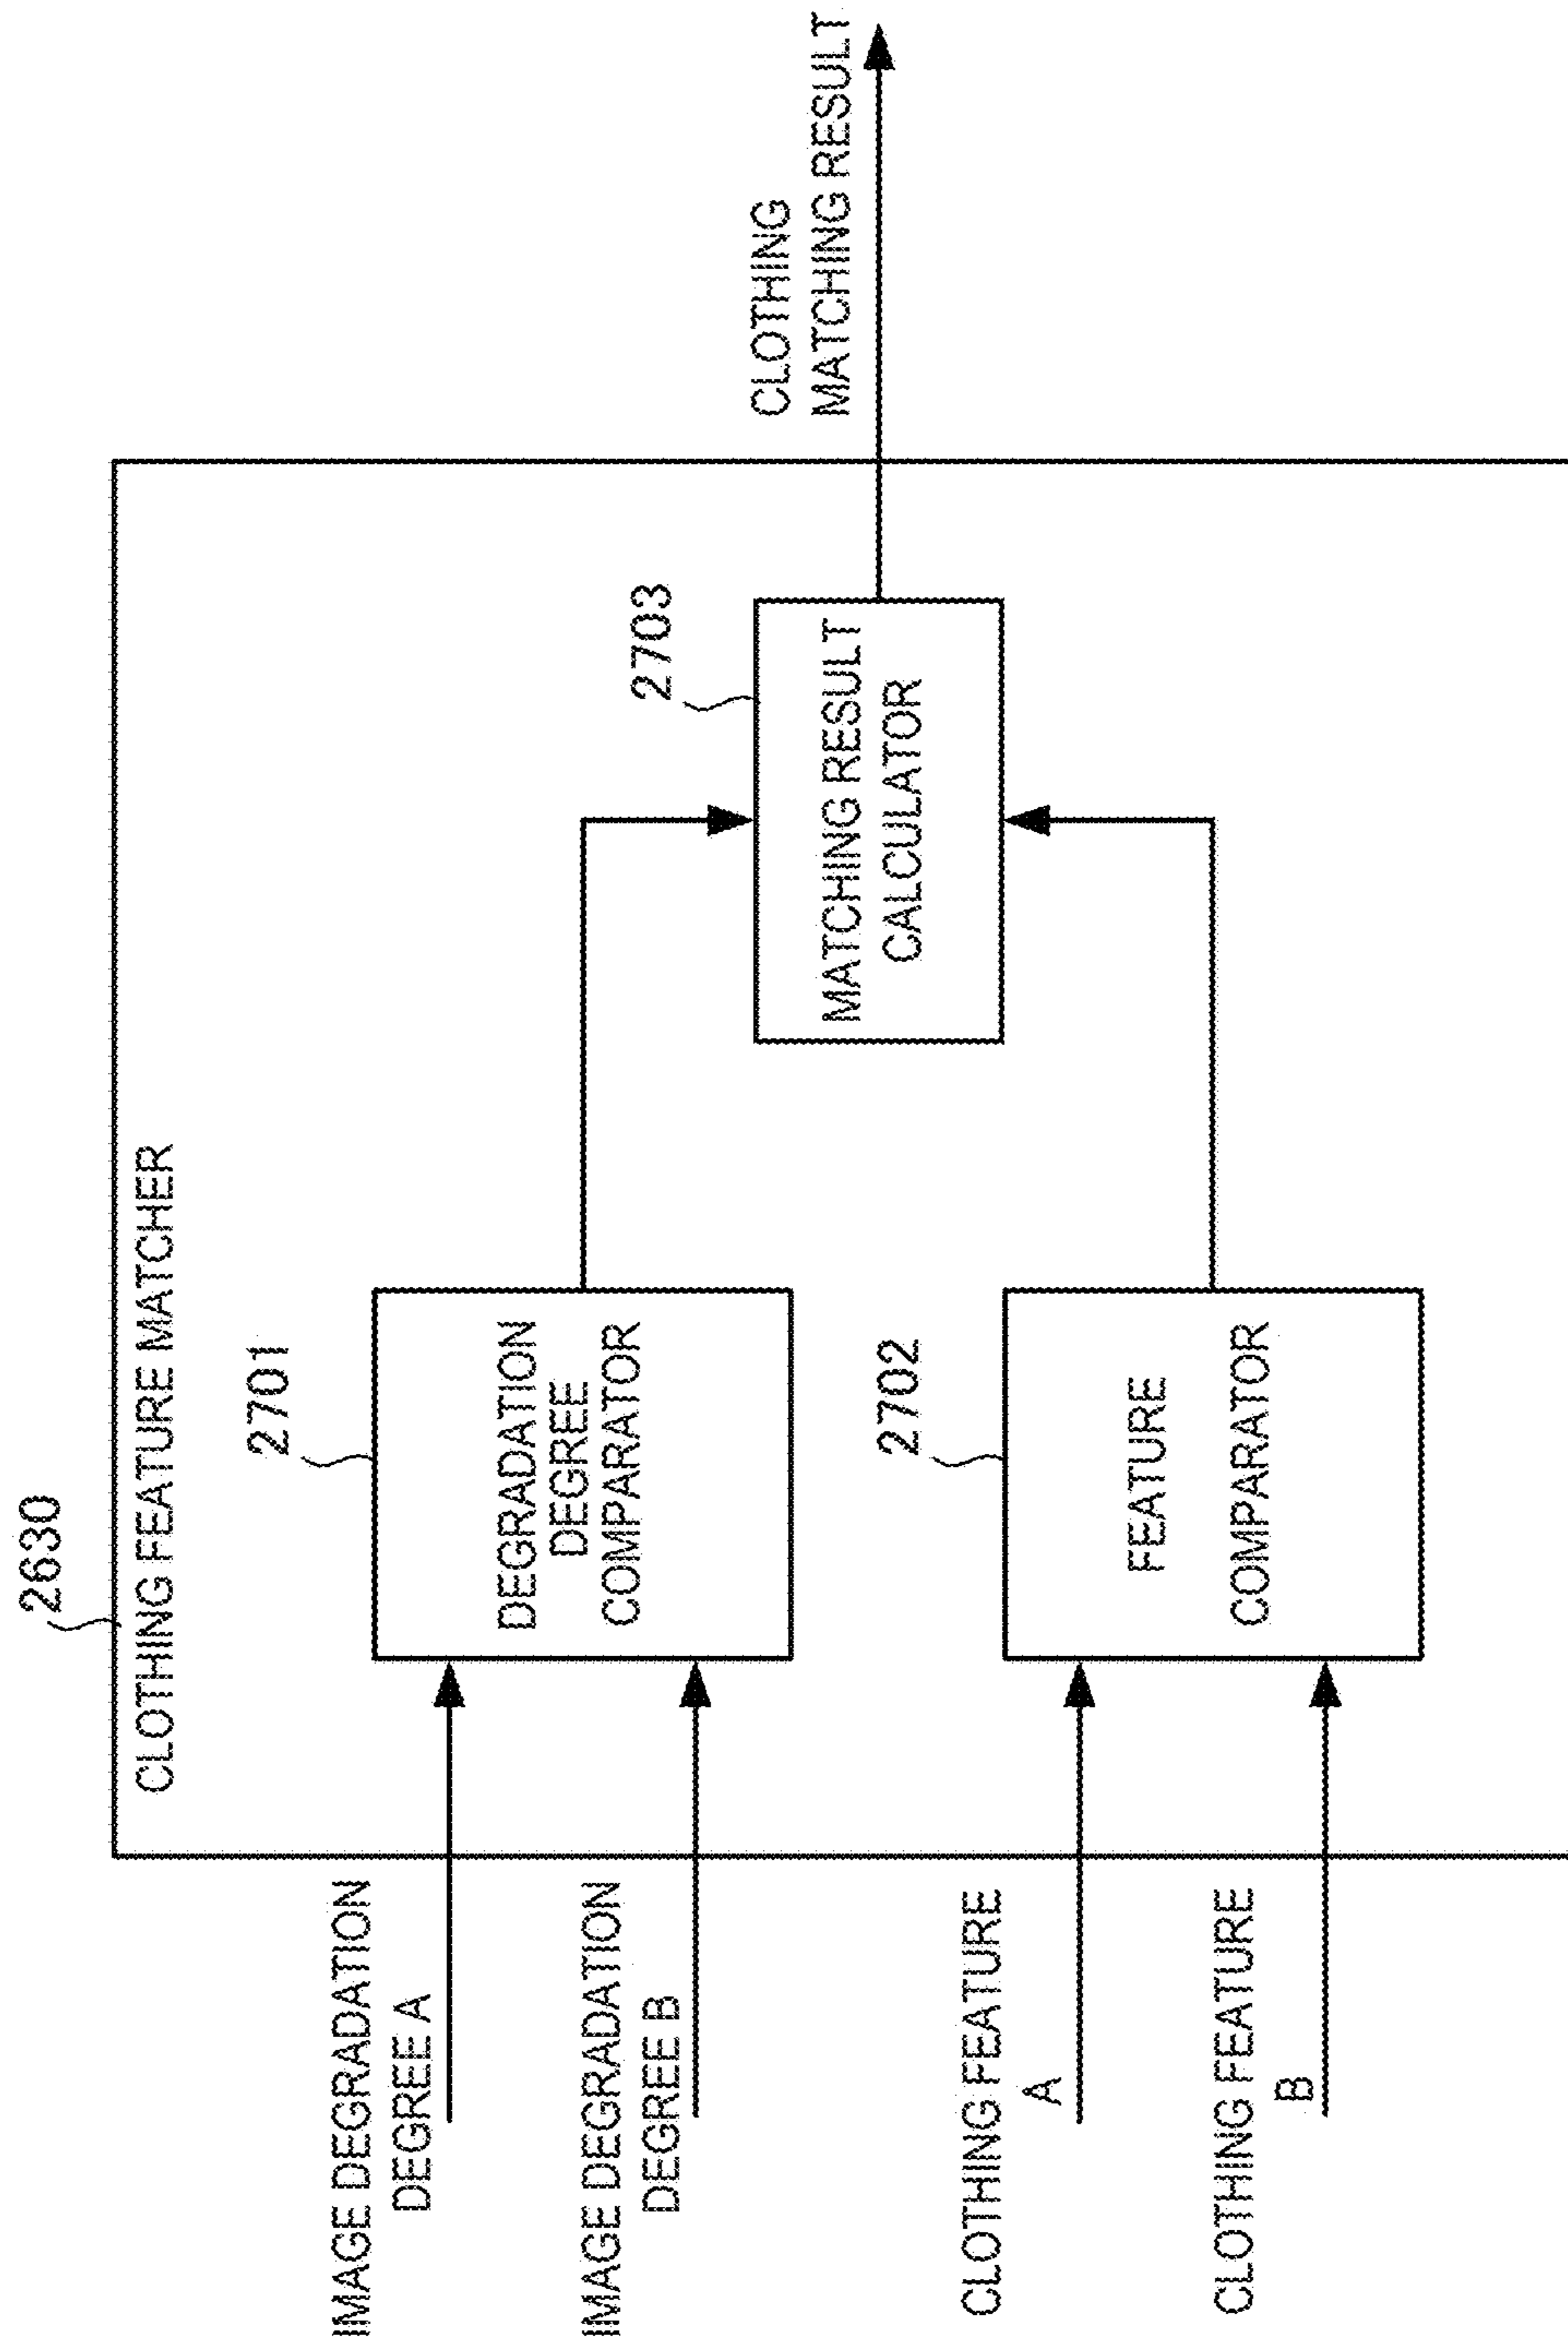 2630
CLOTHING FEATURE MATCHER
IMAGE DEGRADATION
DEGREE A
IMAGE DEGRADATION
DEGREE B
2701
DEGRADATION
DEGREE
COMPARATOR
CLOTHING FEATURE
A
CLOTHING FEATURE
B
2702
FEATURE
COMPARATOR
2703
MATCHING RESULT
CALCULATOR
CLOTHING
MATCHING RESULT